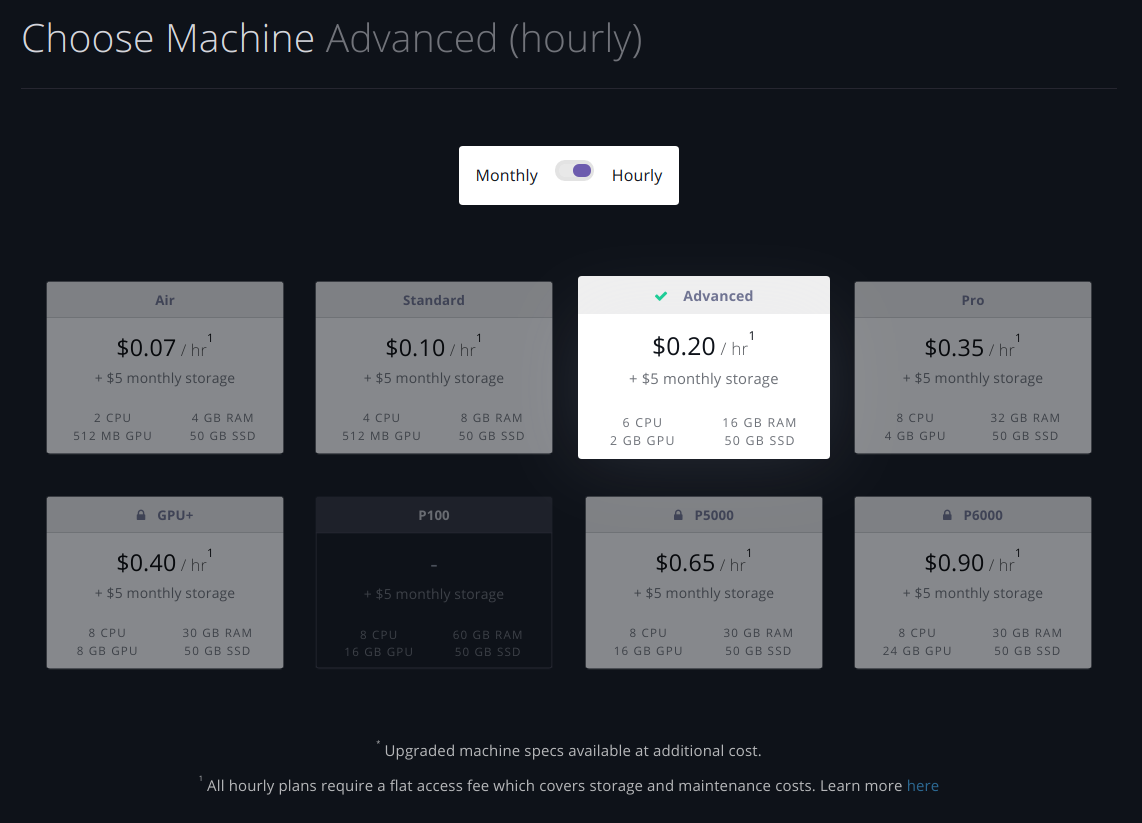 Choose Machine Advanced (hourly)
Monthly Hourly
Air
$0.07 / hr 1
+ $5 monthly storage
2 CPU 4 GB RAM
512 MB GPU 50 GB SSD
Standard
$0.10 / hr 1
+ $5 monthly storage
4 CPU 8 GB RAM
512 MB GPU 50 GB SSD
Advanced
$0.20 / hr 1
+ $5 monthly storage
6 CPU 16 GB RAM
2 GB GPU 50 GB SSD
Pro
$0.35 / hr 1
+ $5 monthly storage
8 CPU 32 GB RAM
4 GB GPU 50 GB SSD
GPU+
$0.40 / hr 1
+ $5 monthly storage
8 CPU 30 GB RAM
8 GB GPU 50 GB SSD
P100
-
+ $5 monthly storage
8 CPU 60 GB RAM
16 GB GPU 50 GB SSD
P5000
$0.65 / hr 1
+ $5 monthly storage
8 CPU 30 GB RAM
16 GB GPU 50 GB SSD
P6000
$0.90 / hr 1
+ $5 monthly storage
8 CPU 30 GB RAM
24 GB GPU 50 GB SSD
* Upgraded machine specs available at additional cost.
1 All hourly plans require a flat access fee which covers storage and maintenance costs. Learn more here